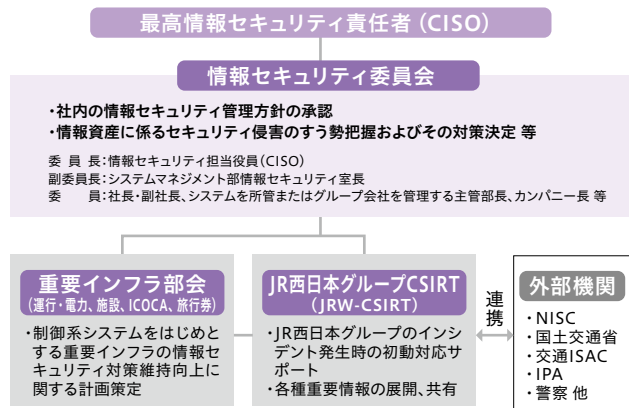 最高情報セキュリティ責任者（CISO）
情報セキュリティ委員会
・社内の情報セキュリティ管理方針の承認
・情報資産に係るセキュリティ侵害のすう勢把握およびその対策決定 等
委 員 長：情報セキュリティ担当役員（CISO）
副委員長：システムマネジメント部情報セキュリティ室長
委　　員：社長・副社長、システムを所管またはグループ会社を管理する主管部長、カンパニー長 等
重要インフラ部会
（運行・電力、施設、ICOCA、旅行券）
・制御系システムをはじめと
する重要インフラの情報セ
キュリティ対策維持向上に
関する計画策定
JR西日本グループCSIRT
（JRW-CSIRT）
・JR西日本グループのインシ
デント発生時の初動対応サ
ポート
・各種重要情報の展開、共有
連携
外部機関
・NISC
・国土交通省
・交通ISAC
・IPA
・警察 他